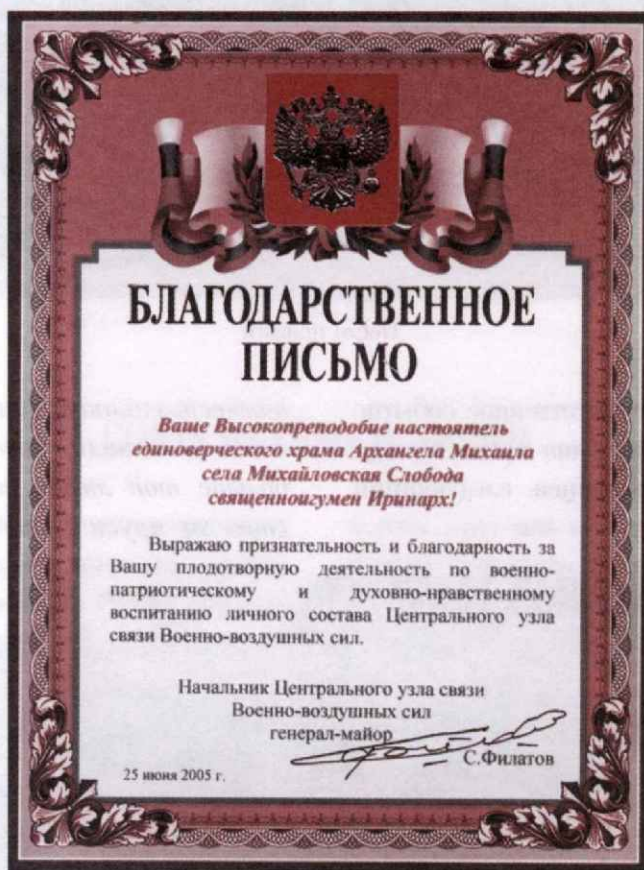 БЛАГОДАРСТВЕННОЕ
ПИСЬМО
Ваше Высокопреподобие настоятель
единоверческого храма Архангела Михаила
села Михайловская Слобода
священноигумен Иринарх!
Выражаю признательность и благодарность за
Вашу плодотворную деятельность по военно-
патриотическому и духовно-нравственному
воспитанию личного состава Центрального узла
связи Военно-воздушных сил.
Начальник Центрального узла связи
Военно-воздушных сил
генерал-майор
С.Филатов
25 июня 2005 г.